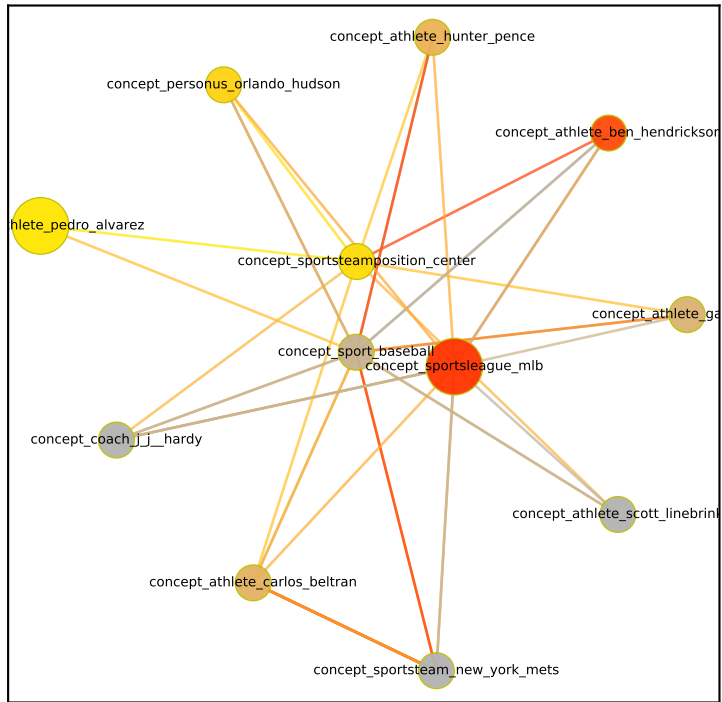 concept_athlete_hunter_pence
concept_personus_orlando_hudson
concept_athlete_ben_hendrickson
hlete_pedro_alvarez
concept_sportsteamposition_center
concept_athlete_ga
concept_sport_baseball
concept_sportsleague_mlb
concept_coach_j_j__hardy
concept_athlete_scott_linebrink
concept_athlete_carlos_beltran
concept_sportsteam_new_york_mets